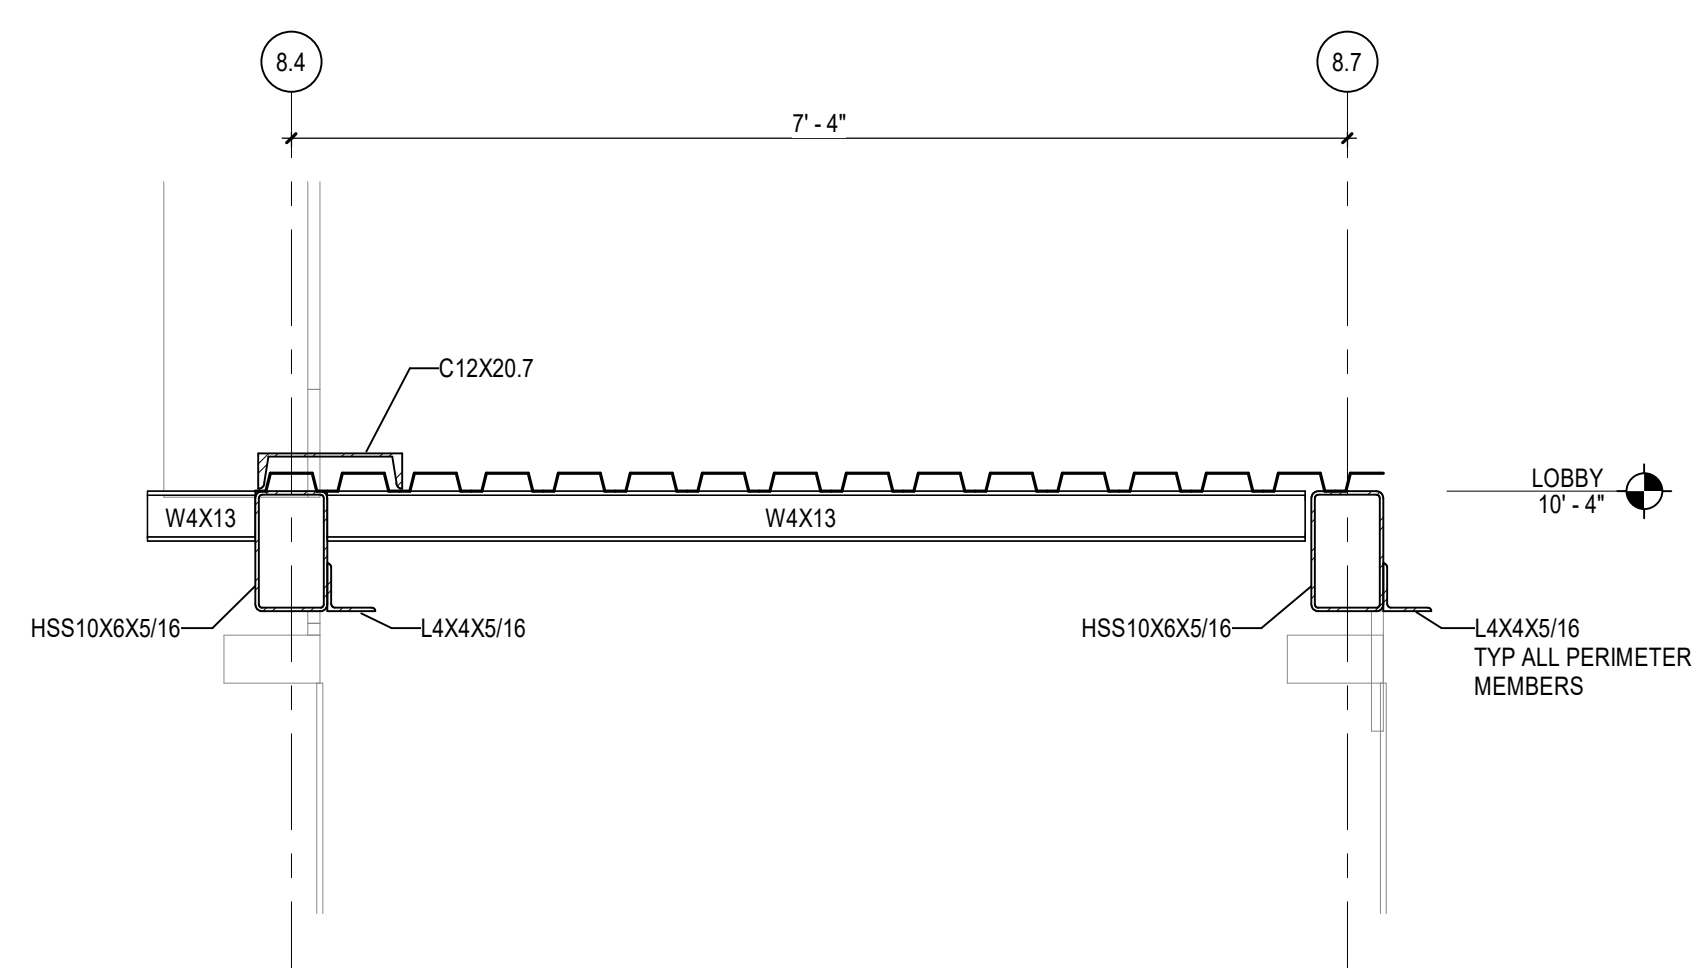 8.4
8.7
7' - 4"
C12X20.7
LOBBY
10' - 4"
W4X13
W4X13
HSS10X6X5/16
L4X4X5/16
HSS10X6X5/16
L4X4X5/16
TYP ALL PERIMETER
MEMBERS